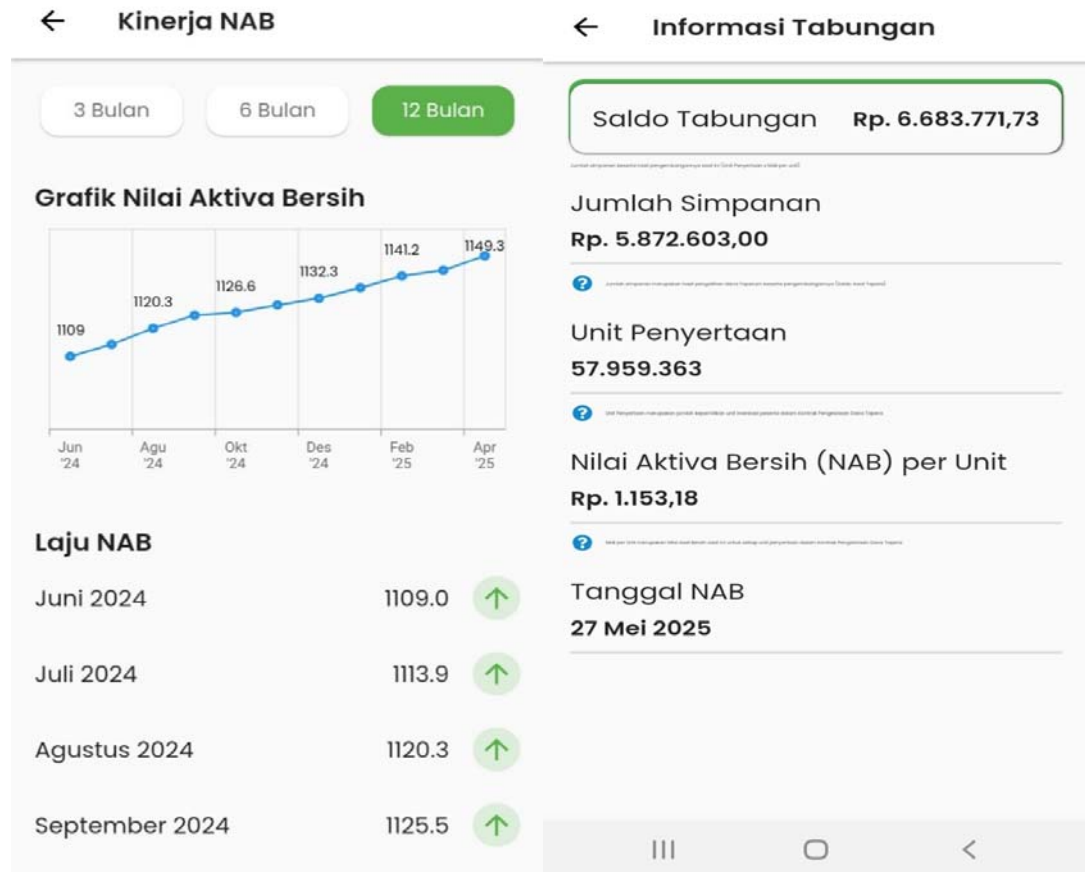 Kinerja NAB
3 Bulan 6 Bulan 12 Bulan
Grafik Nilai Aktiva Bersih
1109
1120.3
1126.6
1132.3
1141.2
1149.3
Jun '24
Agu '24
Okt '24
Des '24
Feb '25
Apr '25
Laju NAB
Juni 2024 1109.0
Juli 2024 1113.9
Agustus 2024 1120.3
September 2024 1125.5
Informasi Tabungan
Saldo Tabungan Rp. 6.683.771,73
Jumlah Simpanan
Rp. 5.872.603,00
Unit Penyertaan
57.959.363
Nilai Aktiva Bersih (NAB) per Unit
Rp. 1.153,18
Tanggal NAB
27 Mei 2025